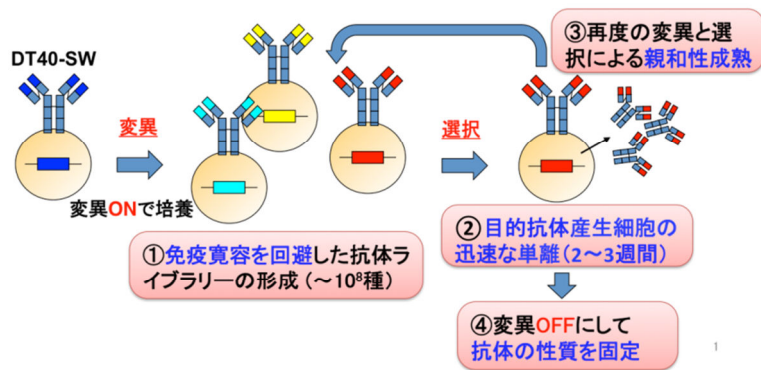 DT40-SW
変異
変異ONで培養
選択
③再度の変異と選
択による親和性成熟
①免疫寛容を回避した抗体ラ
イブラリーの形成(~10⁸種)
② 目的抗体産生細胞の
迅速な単離(2~3週間)
④変異OFFにして
抗体の性質を固定
1